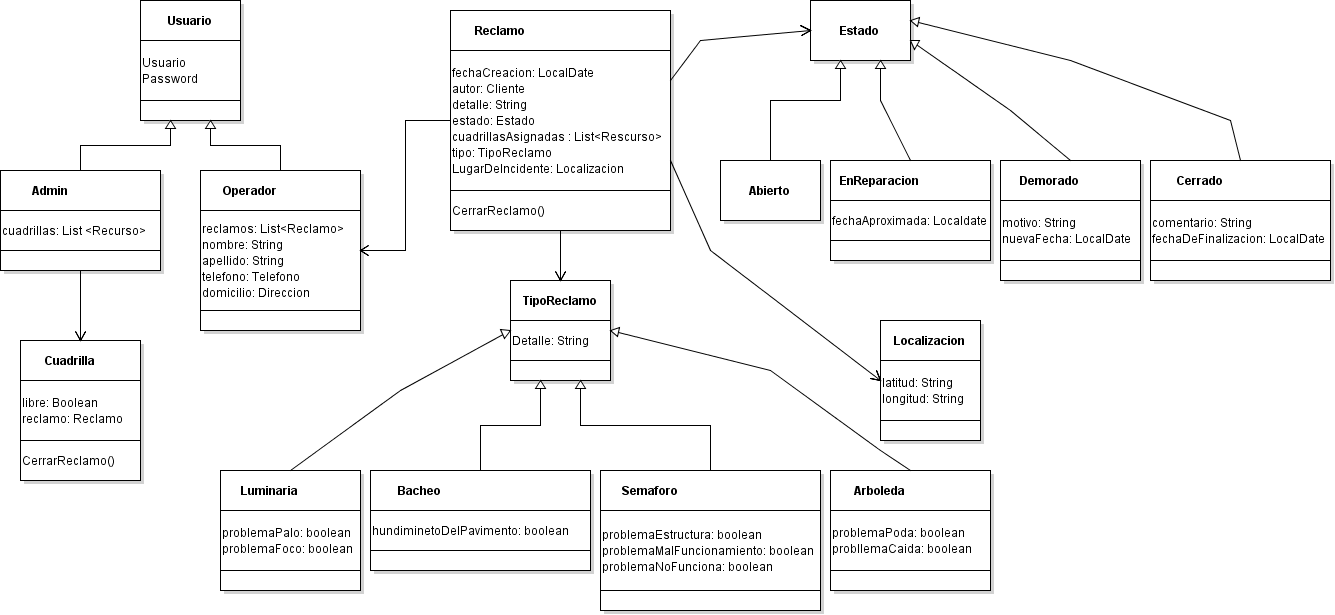 Usuario
Usuario
Password
Reclamo
fechaCreacion: LocalDate
autor: Cliente
detalle: String
estado: Estado
cuadrillasAsignadas : List<Rescurso>
tipo: TipoReclamo
LugarDeIncidente: Localizacion
CerrarReclamo()
Estado
Admin
cuadrillas: List <Recurso>
Operador
reclamos: List<Reclamo>
nombre: String
apellido: String
telefono: Telefono
domicilio: Direccion
Abierto
EnReparacion
fechaAproximada: Localdate
Demorado
motivo: String
nuevaFecha: LocalDate
Cerrado
comentario: String
fechaDeFinalizacion: LocalDate
TipoReclamo
Detalle: String
Localizacion
latitud: String
longitud: String
Cuadrilla
libre: Boolean
reclamo: Reclamo
CerrarReclamo()
Luminaria
problemaPalo: boolean
problemaFoco: boolean
Bacheo
hundiminetoDelPavimento: boolean
Semaforo
problemaEstructura: boolean
problemaMalFuncionamiento: boolean
problemaNoFunciona: boolean
Arboleda
problemaPoda: boolean
probllemaCaida: boolean